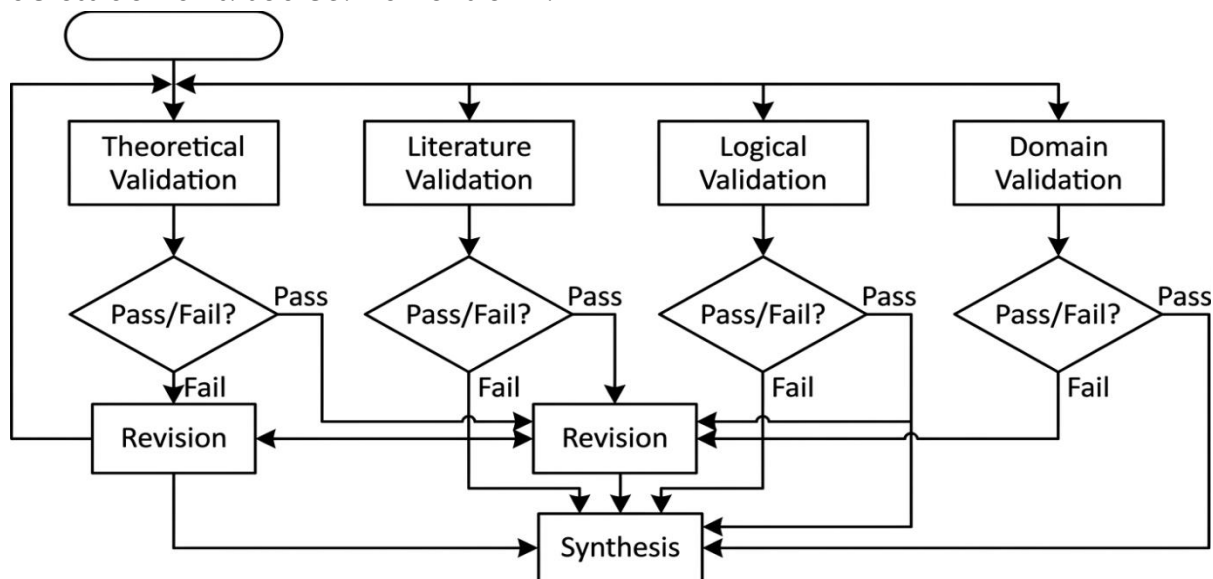 Theoretical
Validation
Literature
Validation
Logical
Validation
Domain
Validation
Pass/Fail?
Pass
Pass/Fail?
Pass
Pass/Fail?
Pass
Pass/Fail?
Pass
Fail
Fail
Fail
Fail
Revision
Revision
Synthesis